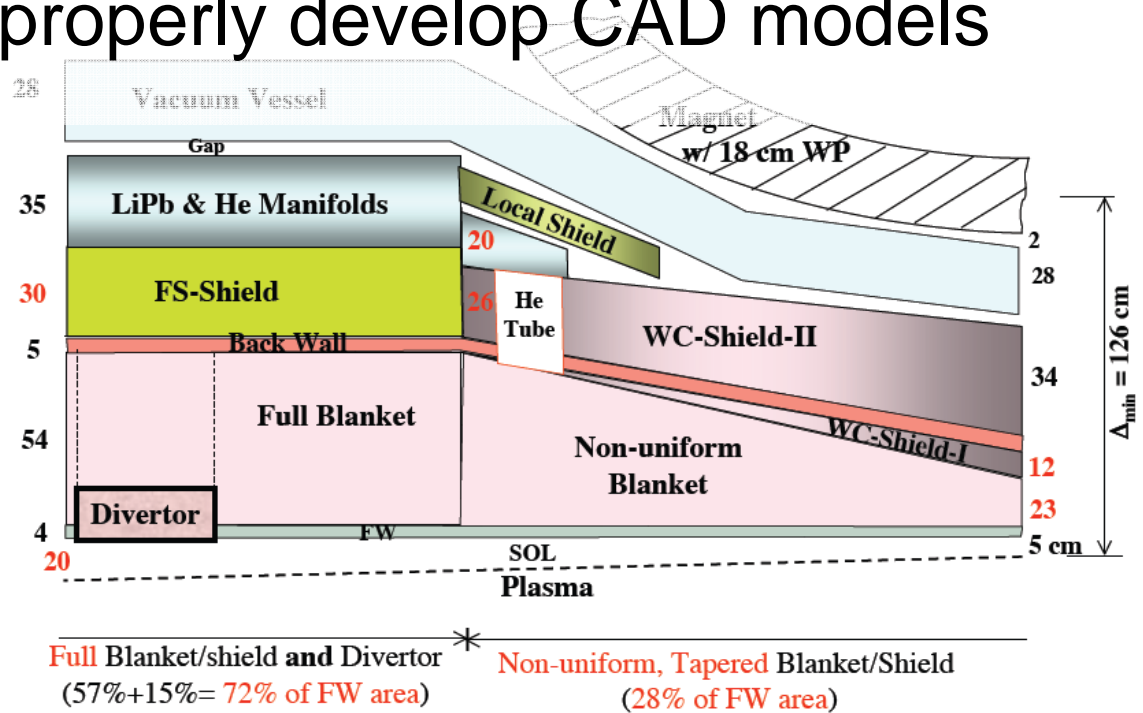 properly develop CAD models
28
Vacuum Vessel
Magnet
w/ 18 cm WP
Gap
35
LiPb & He Manifolds
Local Shield
20
2
28
30
FS-Shield
26
He
Tube
WC-Shield-II
5
Back Wall
34
Full Blanket
WC-Shield-I
54
Non-uniform
Blanket
12
23
Divertor
4
FW
5 cm
20
SOL
Plasma
Δmin = 126 cm
Full Blanket/shield and Divertor
(57%+15%= 72% of FW area)
Non-uniform, Tapered Blanket/Shield
(28% of FW area)